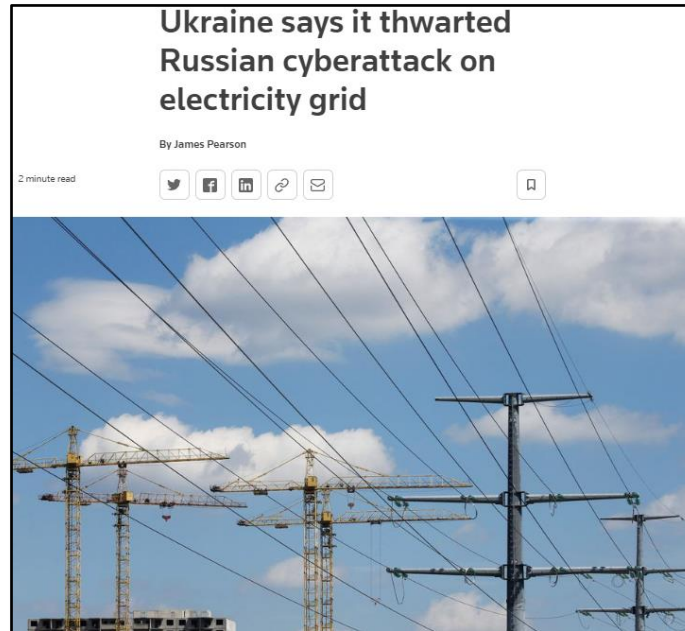 Ukraine says it thwarted
Russian cyberattack on
electricity grid
By James Pearson
2 minute read